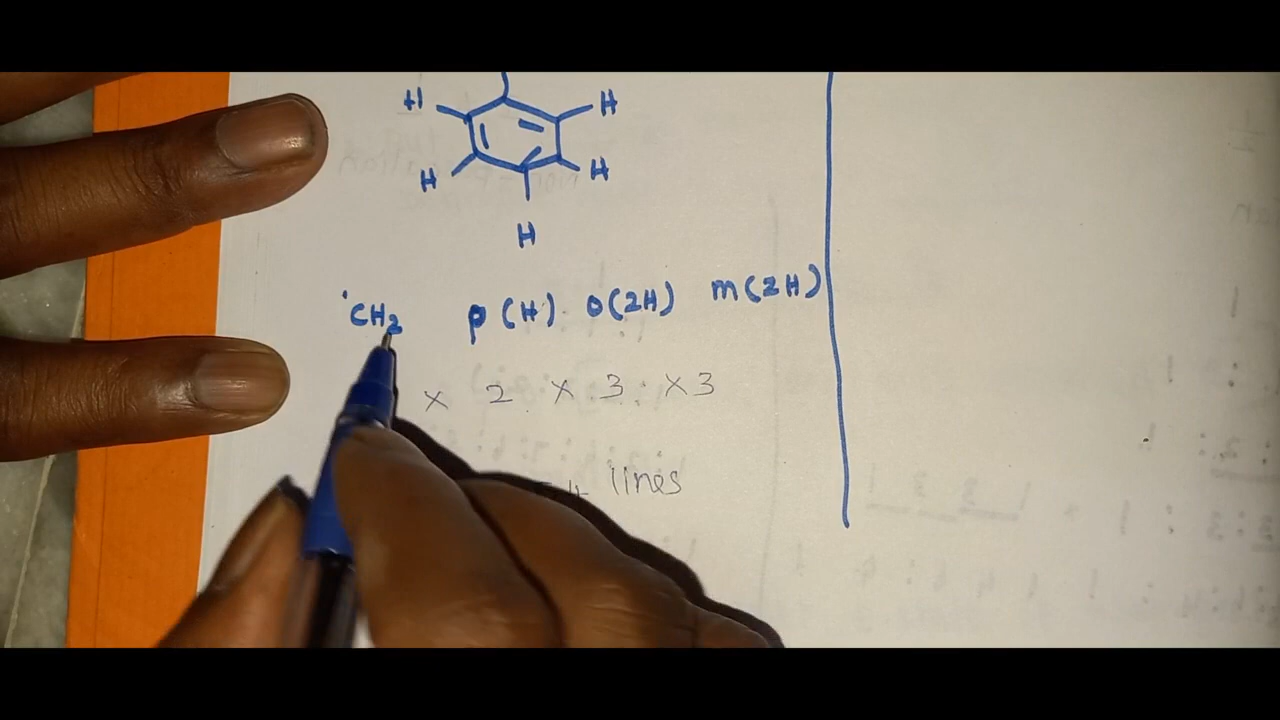 H H
H H
H
·CH2 p(H) o(2H) m(2H)
× 2 × 3 × 3
lines